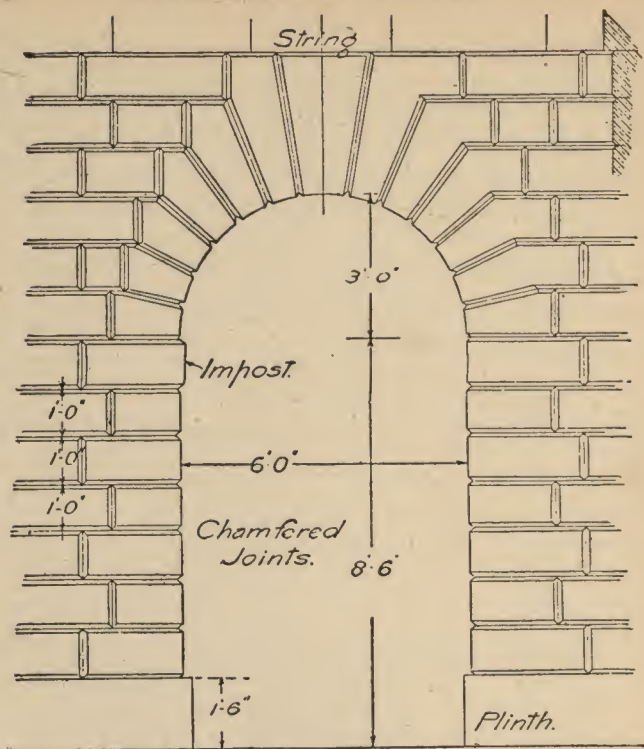 String
3'-0"
Impost.
1'-0"
1'-0"
1'-0"
6'-0"
Chamfered
Joints.
8'-6"
1'-6"
Plinth.